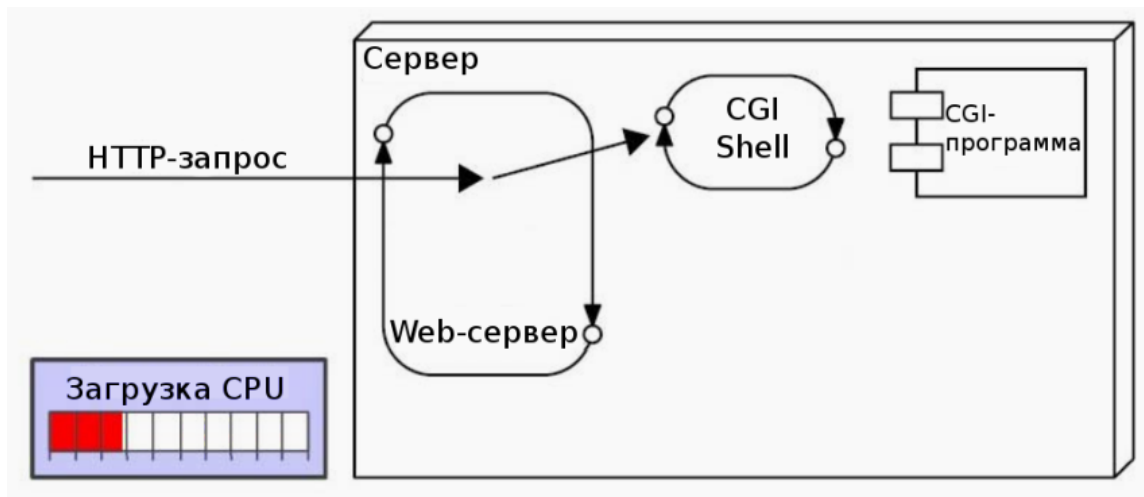 Сервер
CGI
Shell
CGI-
программа
HTTP-запрос
Web-сервер
Загрузка CPU